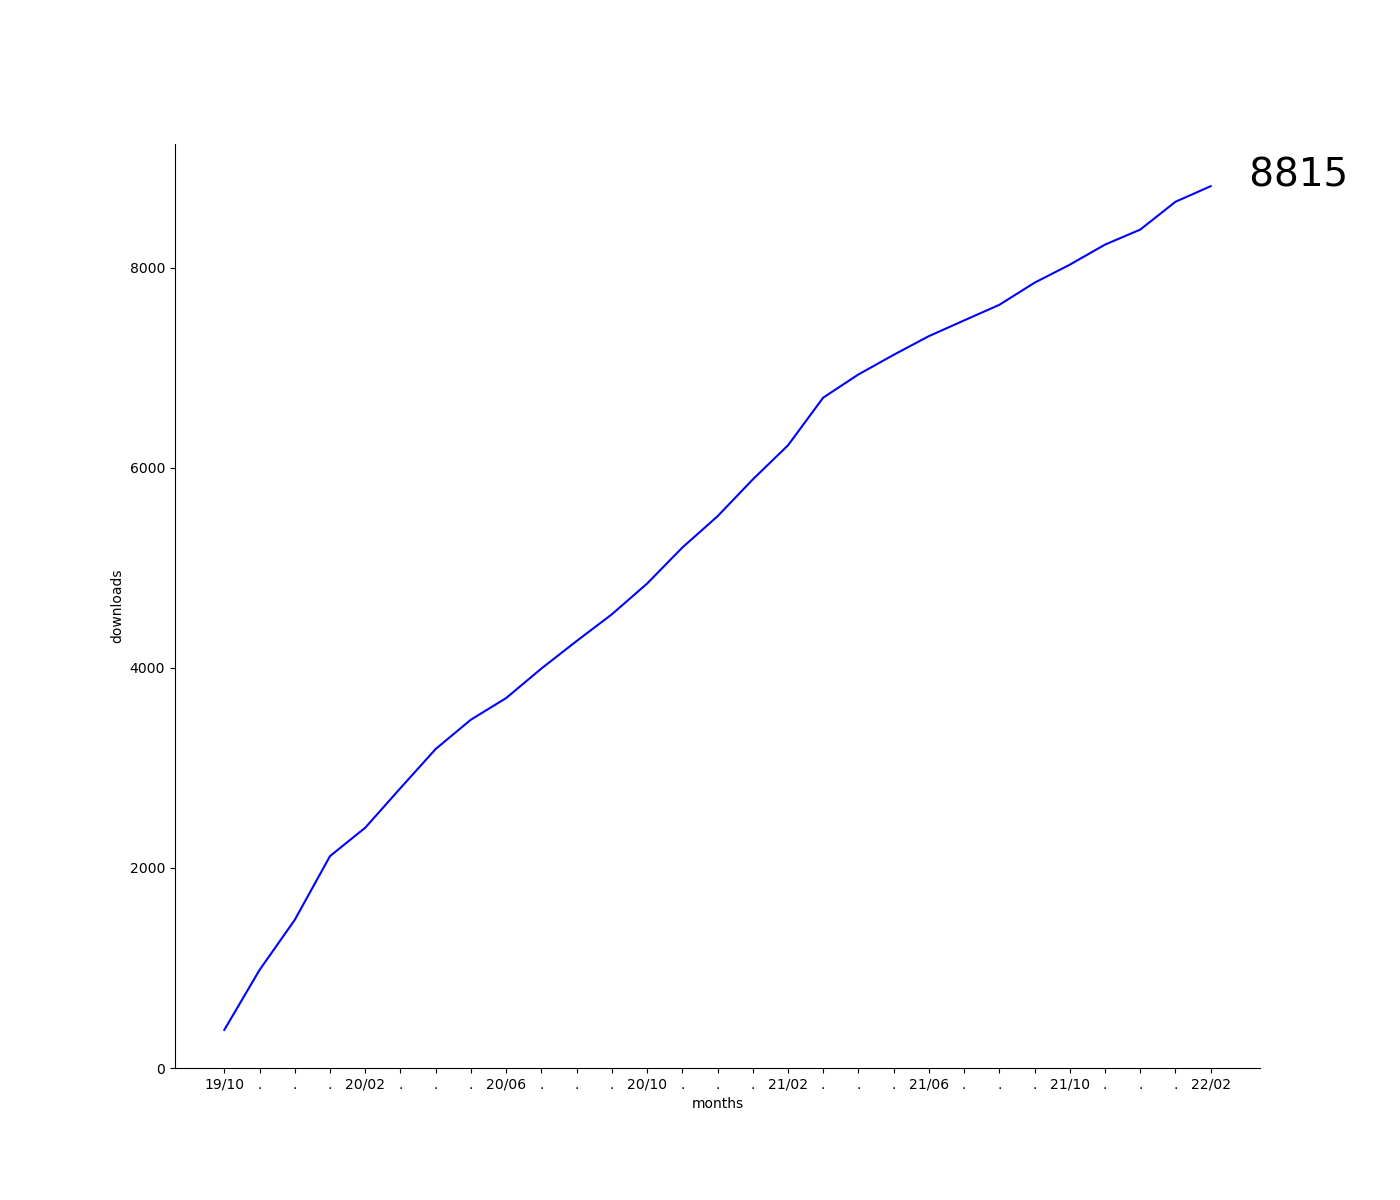 8815
8000
6000
4000
2000
0
downloads
19/10 . . . 20/02 . . . 20/06 . . . 20/10 . . . 21/02 . . . 21/06 . . . 21/10 . . . 22/02
months